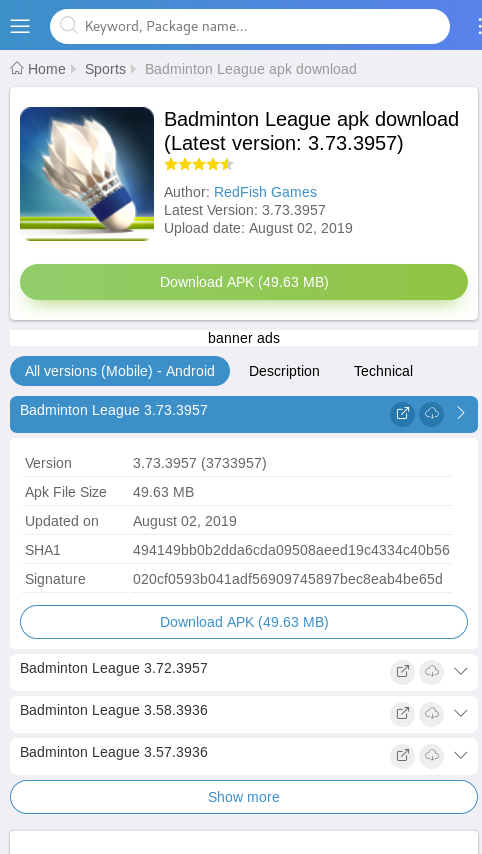 Keyword, Package name...
Home Sports Badminton League apk download
Badminton League apk download
(Latest version: 3.73.3957)
Author: RedFish Games
Latest Version: 3.73.3957
Upload date: August 02, 2019
Download APK (49.63 MB)
banner ads
All versions (Mobile) - Android Description Technical
Badminton League 3.73.3957
Version 3.73.3957 (3733957)
Apk File Size 49.63 MB
Updated on August 02, 2019
SHA1 494149bb0b2dda6cda09508aeed19c4334c40b56
Signature 020cf0593b041adf56909745897bec8eab4be65d
Download APK (49.63 MB)
Badminton League 3.72.3957
Badminton League 3.58.3936
Badminton League 3.57.3936
Show more